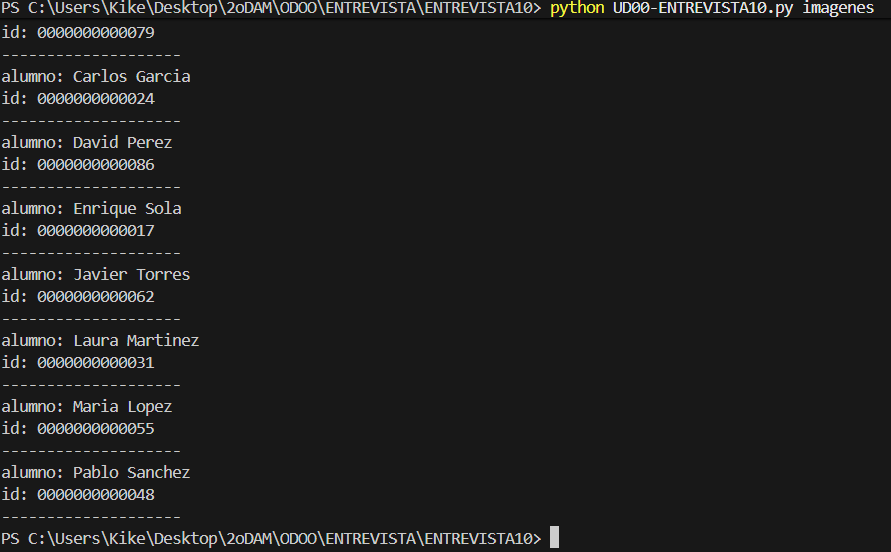 PS C:\Users\Kike\Desktop\2oDAM\ODOO\ENTREVISTA\ENTREVISTA10> python UD00-ENTREVISTA10.py imagenes
id: 0000000000079
--------------------
alumno: Carlos Garcia
id: 0000000000024
--------------------
alumno: David Perez
id: 0000000000086
--------------------
alumno: Enrique Sola
id: 0000000000017
--------------------
alumno: Javier Torres
id: 0000000000062
--------------------
alumno: Laura Martinez
id: 0000000000031
--------------------
alumno: Maria Lopez
id: 0000000000055
--------------------
alumno: Pablo Sanchez
id: 0000000000048
--------------------
PS C:\Users\Kike\Desktop\2oDAM\ODOO\ENTREVISTA\ENTREVISTA10>